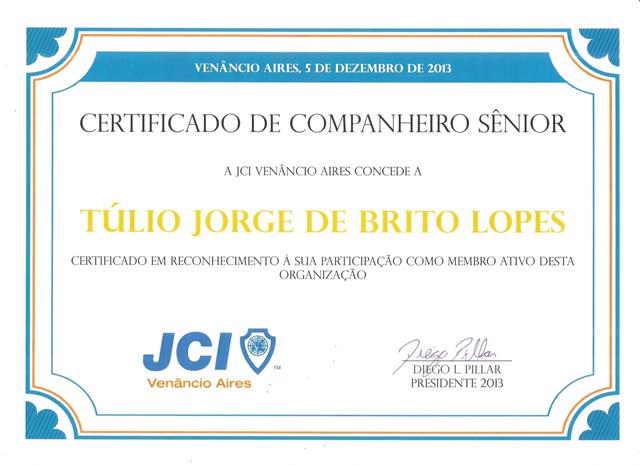 VENÂNCIO AIRES, 5 DE DEZEMBRO DE 2013
CERTIFICADO DE COMPANHEIRO SÊNIOR
A JCI VENÂNCIO AIRES CONCEDE A
TÚLIO JORGE DE BRITO LOPES
CERTIFICADO EM RECONHECIMENTO À SUA PARTICIPAÇÃO COMO MEMBRO ATIVO DESTA
ORGANIZAÇÃO
JCI
TM
Venâncio Aires
Diego Pillar
DIEGO L. PILLAR
PRESIDENTE 2013